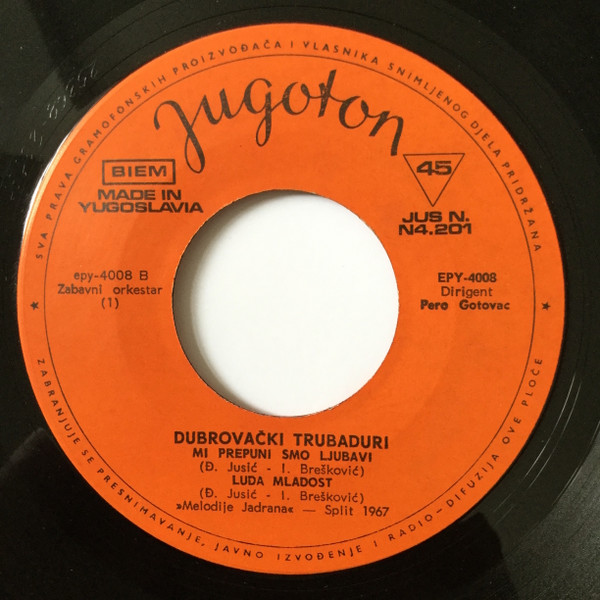 SVA PRAVA GRAMOFONSKIH PROIZVOĐAČA I VLASNIKA SNIMLJENOG DJELA PRIDRŽANA
Jugoton
BIEM
MADE IN
YUGOSLAVIA
45
JUS N.
N4.201
epy-4008 B
Zabavni orkestar
(1)
EPY-4008
Dirigent
Pero Gotovac
DUBROVAČKI TRUBADURI
MI PREPUNI SMO LJUBAVI
(Đ. Jusić - I. Brešković)
LUDA MLADOST
(Đ. Jusić - I. Brešković)
»Melodije Jadrana« — Split 1967
ZABRANJUJE SE PRESNIMAVANJE, JAVNO IZVOĐENJE I RADIO-DIFUZIJA OVE PLOČE